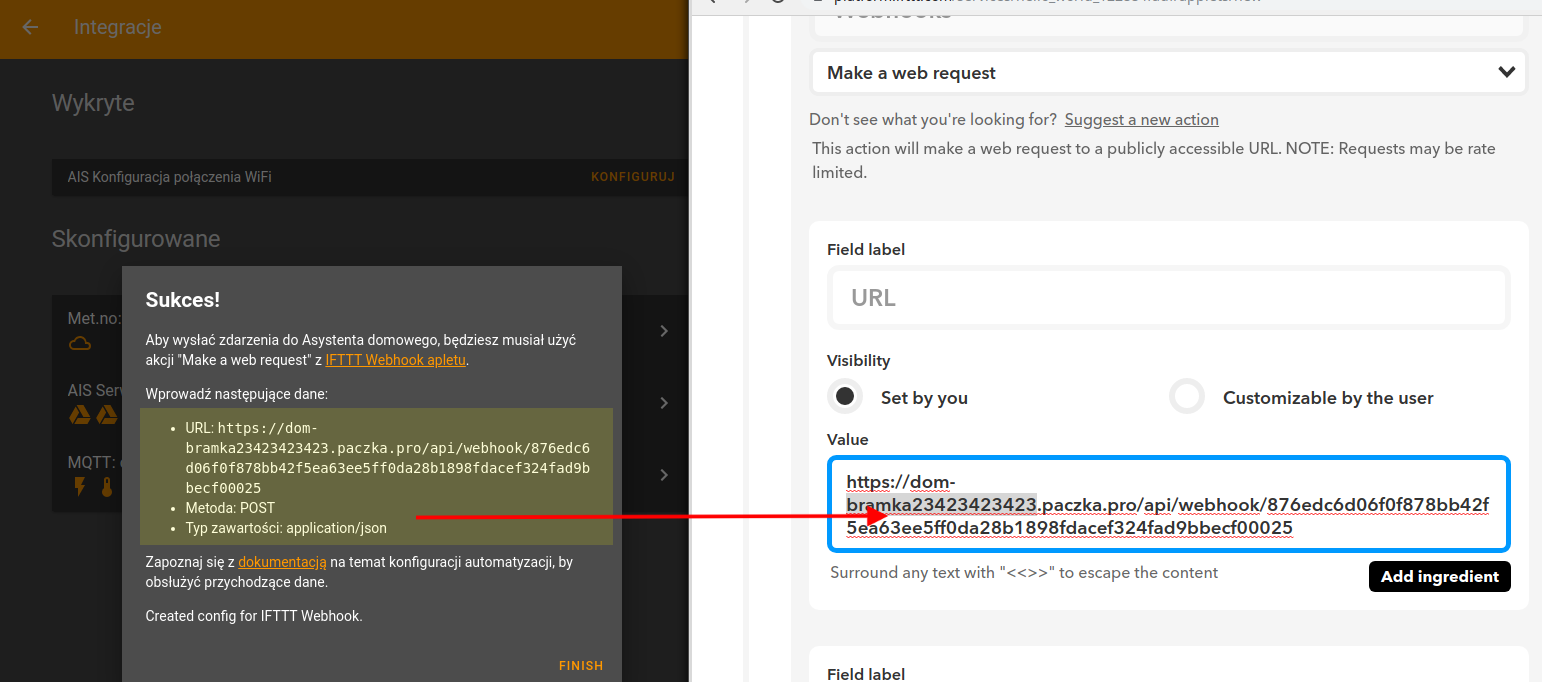 Integracje
Wykryte
AIS Konfiguracja połączenia WiFi
KONFIGURUJ
Skonfigurowane
Met.no:
AIS Serv
MQTT:
Sukces!
Aby wysłać zdarzenia do Asystenta domowego, będziesz musiał użyć
akcji "Make a web request" z IFTTT Webhook apletu.
Wprowadź następujące dane:
• URL: https://dom-
bramka23423423423.paczka.pro/api/webhook/876edc6
d06f0f878bb42f5ea63ee5ff0da28b1898fdacef324fad9b
becf00025
• Metoda: POST
• Typ zawartości: application/json
Zapoznaj się z dokumentacją na temat konfiguracji automatyzacji, by
obsłużyć przychodzące dane.
Created config for IFTTT Webhook.
FINISH
Webhooks
Make a web request
Don't see what you're looking for? Suggest a new action
This action will make a web request to a publicly accessible URL. NOTE: Requests may be rate
limited.
Field label
URL
Visibility
Set by you
Customizable by the user
Value
https://dom-
bramka23423423423.paczka.pro/api/webhook/876edc6d06f0f878bb42f
5ea63ee5ff0da28b1898fdacef324fad9bbecf00025
Surround any text with "<<>>" to escape the content
Add ingredient
Field label